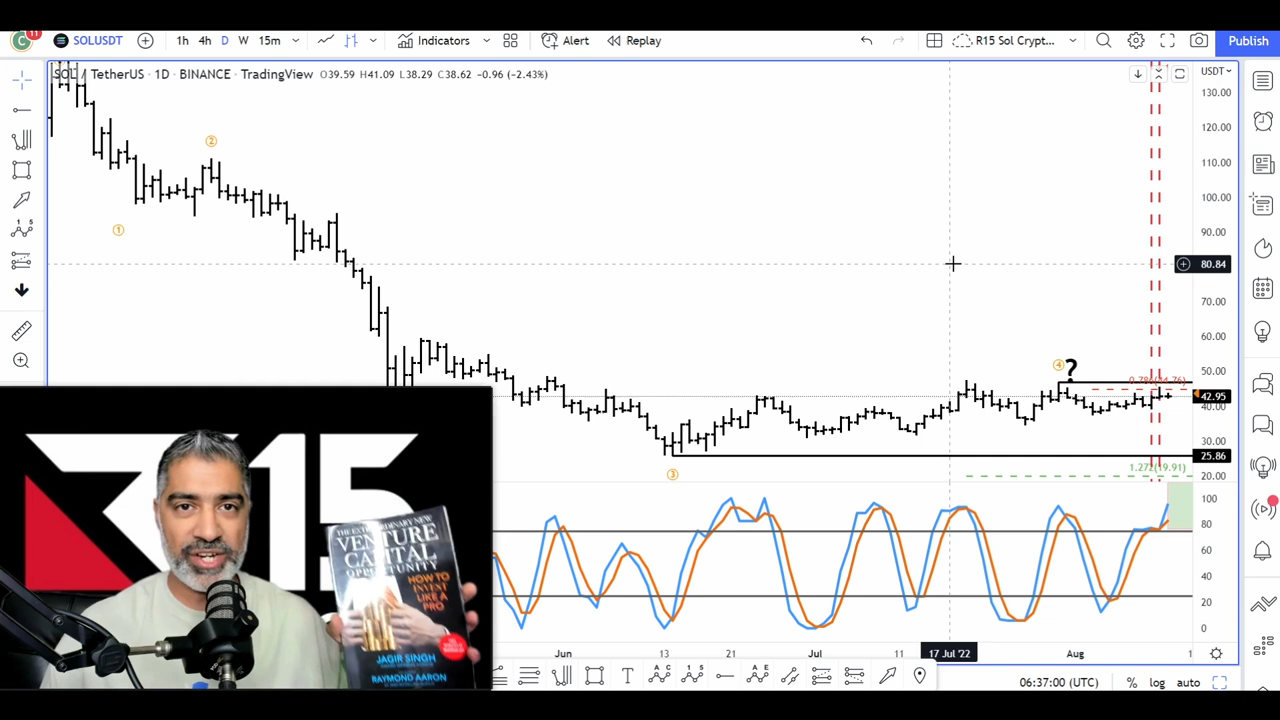 11
SOLUSDT
1h 4h D W 15m
Indicators
Alert
Replay
R15 Sol Crypt...
Publish
SOL / TetherUS · 1D · BINANCE · TradingView O39.59 H41.09 L38.29 C38.62 -0.96 (-2.43%)
USDT
130.00
120.00
110.00
100.00
90.00
80.84
70.00
60.00
50.00
42.95
40.00
30.00
25.86
20.00
1
2
3
4 ?
1.272(19.91)
100
80
60
40
20
0
R15
THE EXTRAORDINARY NEW
VENTURE
CAPITAL
OPPORTUNITY
HOW TO
INVEST
LIKE A
PRO
JAGIR SINGH
RAYMOND AARON
Jun 13 21 Jul 11 17 Jul '22 Aug 1
06:37:00 (UTC) % log auto